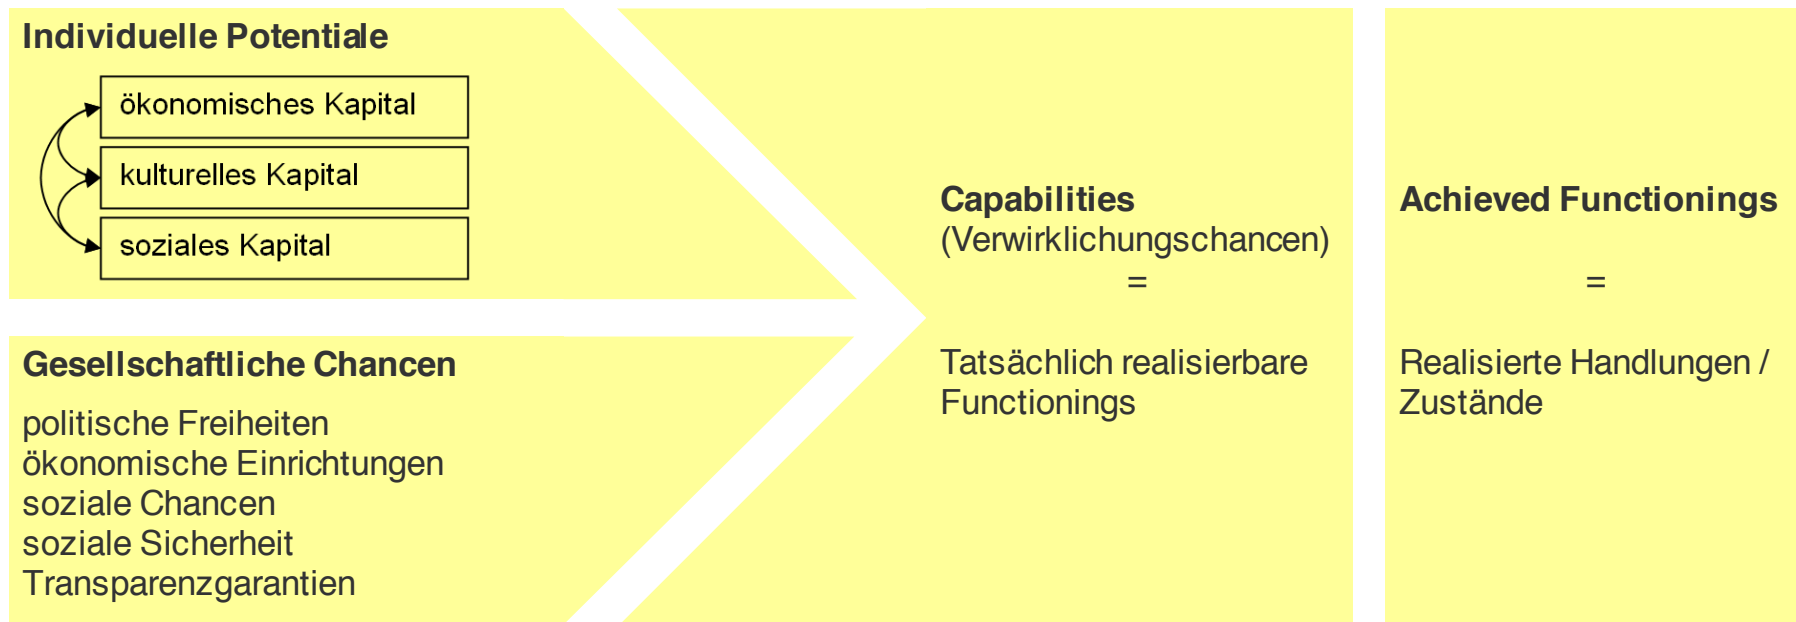 Individuelle Potentiale
ökonomisches Kapital
kulturelles Kapital
soziales Kapital
Gesellschaftliche Chancen
politische Freiheiten
ökonomische Einrichtungen
soziale Chancen
soziale Sicherheit
Transparenzgarantien
Capabilities
(Verwirklichungschancen)
=
Tatsächlich realisierbare
Functionings
Achieved Functionings
=
Realisierte Handlungen /
Zustände